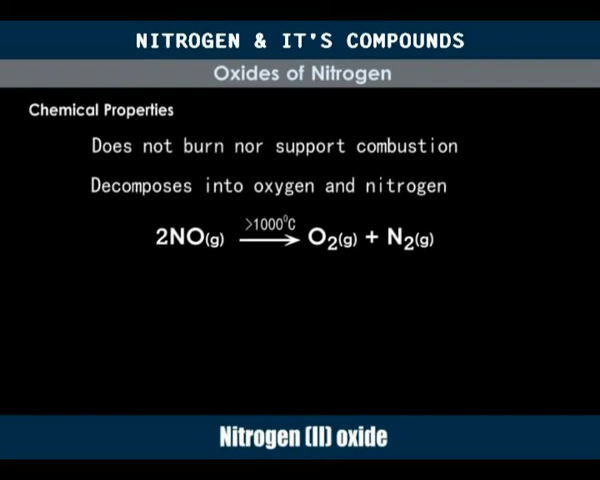 NITROGEN & IT'S COMPOUNDS
Oxides of Nitrogen
Chemical Properties
Does not burn nor support combustion
Decomposes into oxygen and nitrogen
>1000⁰C
2NO(g) ⟶ O₂(g) + N₂(g)
Nitrogen (II) oxide